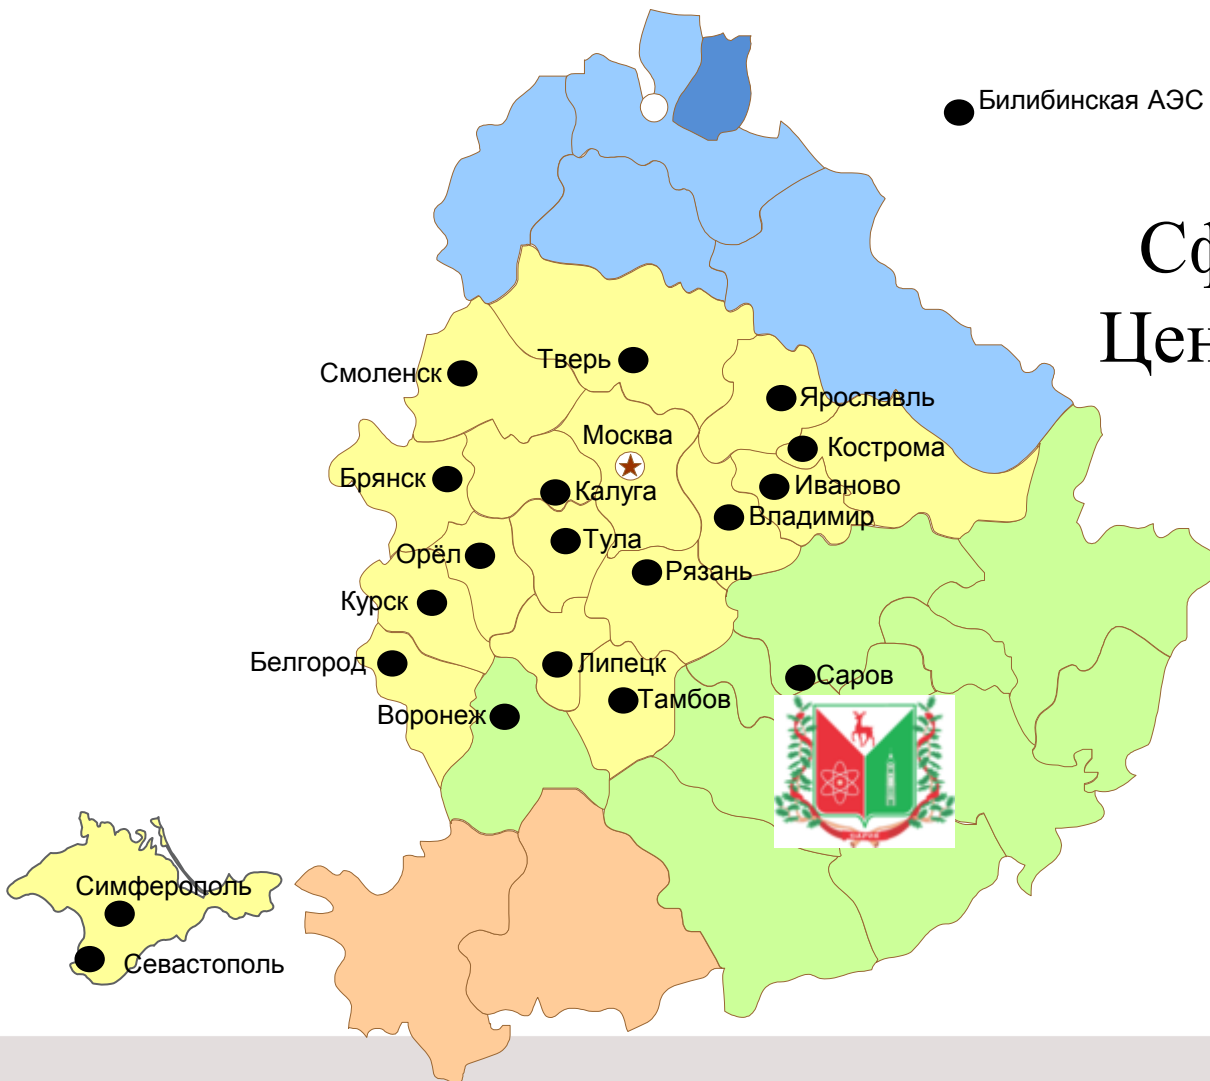 Билибинская АЭС
Сф
Цен
Тверь
Смоленск
Ярославль
Москва
Кострома
Брянск
Калуга
Иваново
Владимир
Орёл
Тула
Рязань
Курск
Белгород
Липецк
Саров
Тамбов
Воронеж
САРОВ
Симферополь
Севастополь